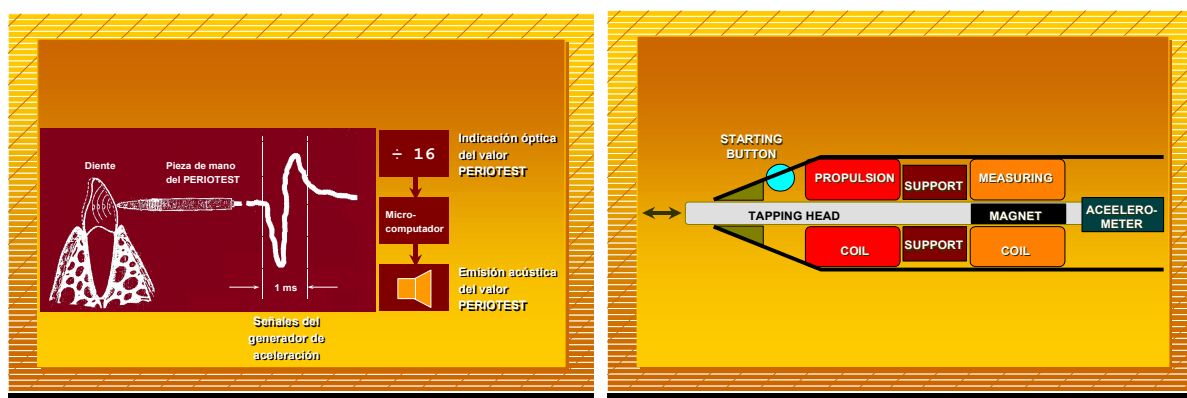 Diente
Pieza de mano
del PERIOTEST
÷ 16
Indicación óptica
del valor
PERIOTEST
Micro-
computador
Emisión acústica
del valor
PERIOTEST
1 ms
Señales del
generador de
aceleración
STARTING
BUTTON
PROPULSION
SUPPORT
MEASURING
TAPPING HEAD
MAGNET
ACEELERO-
METER
COIL
SUPPORT
COIL